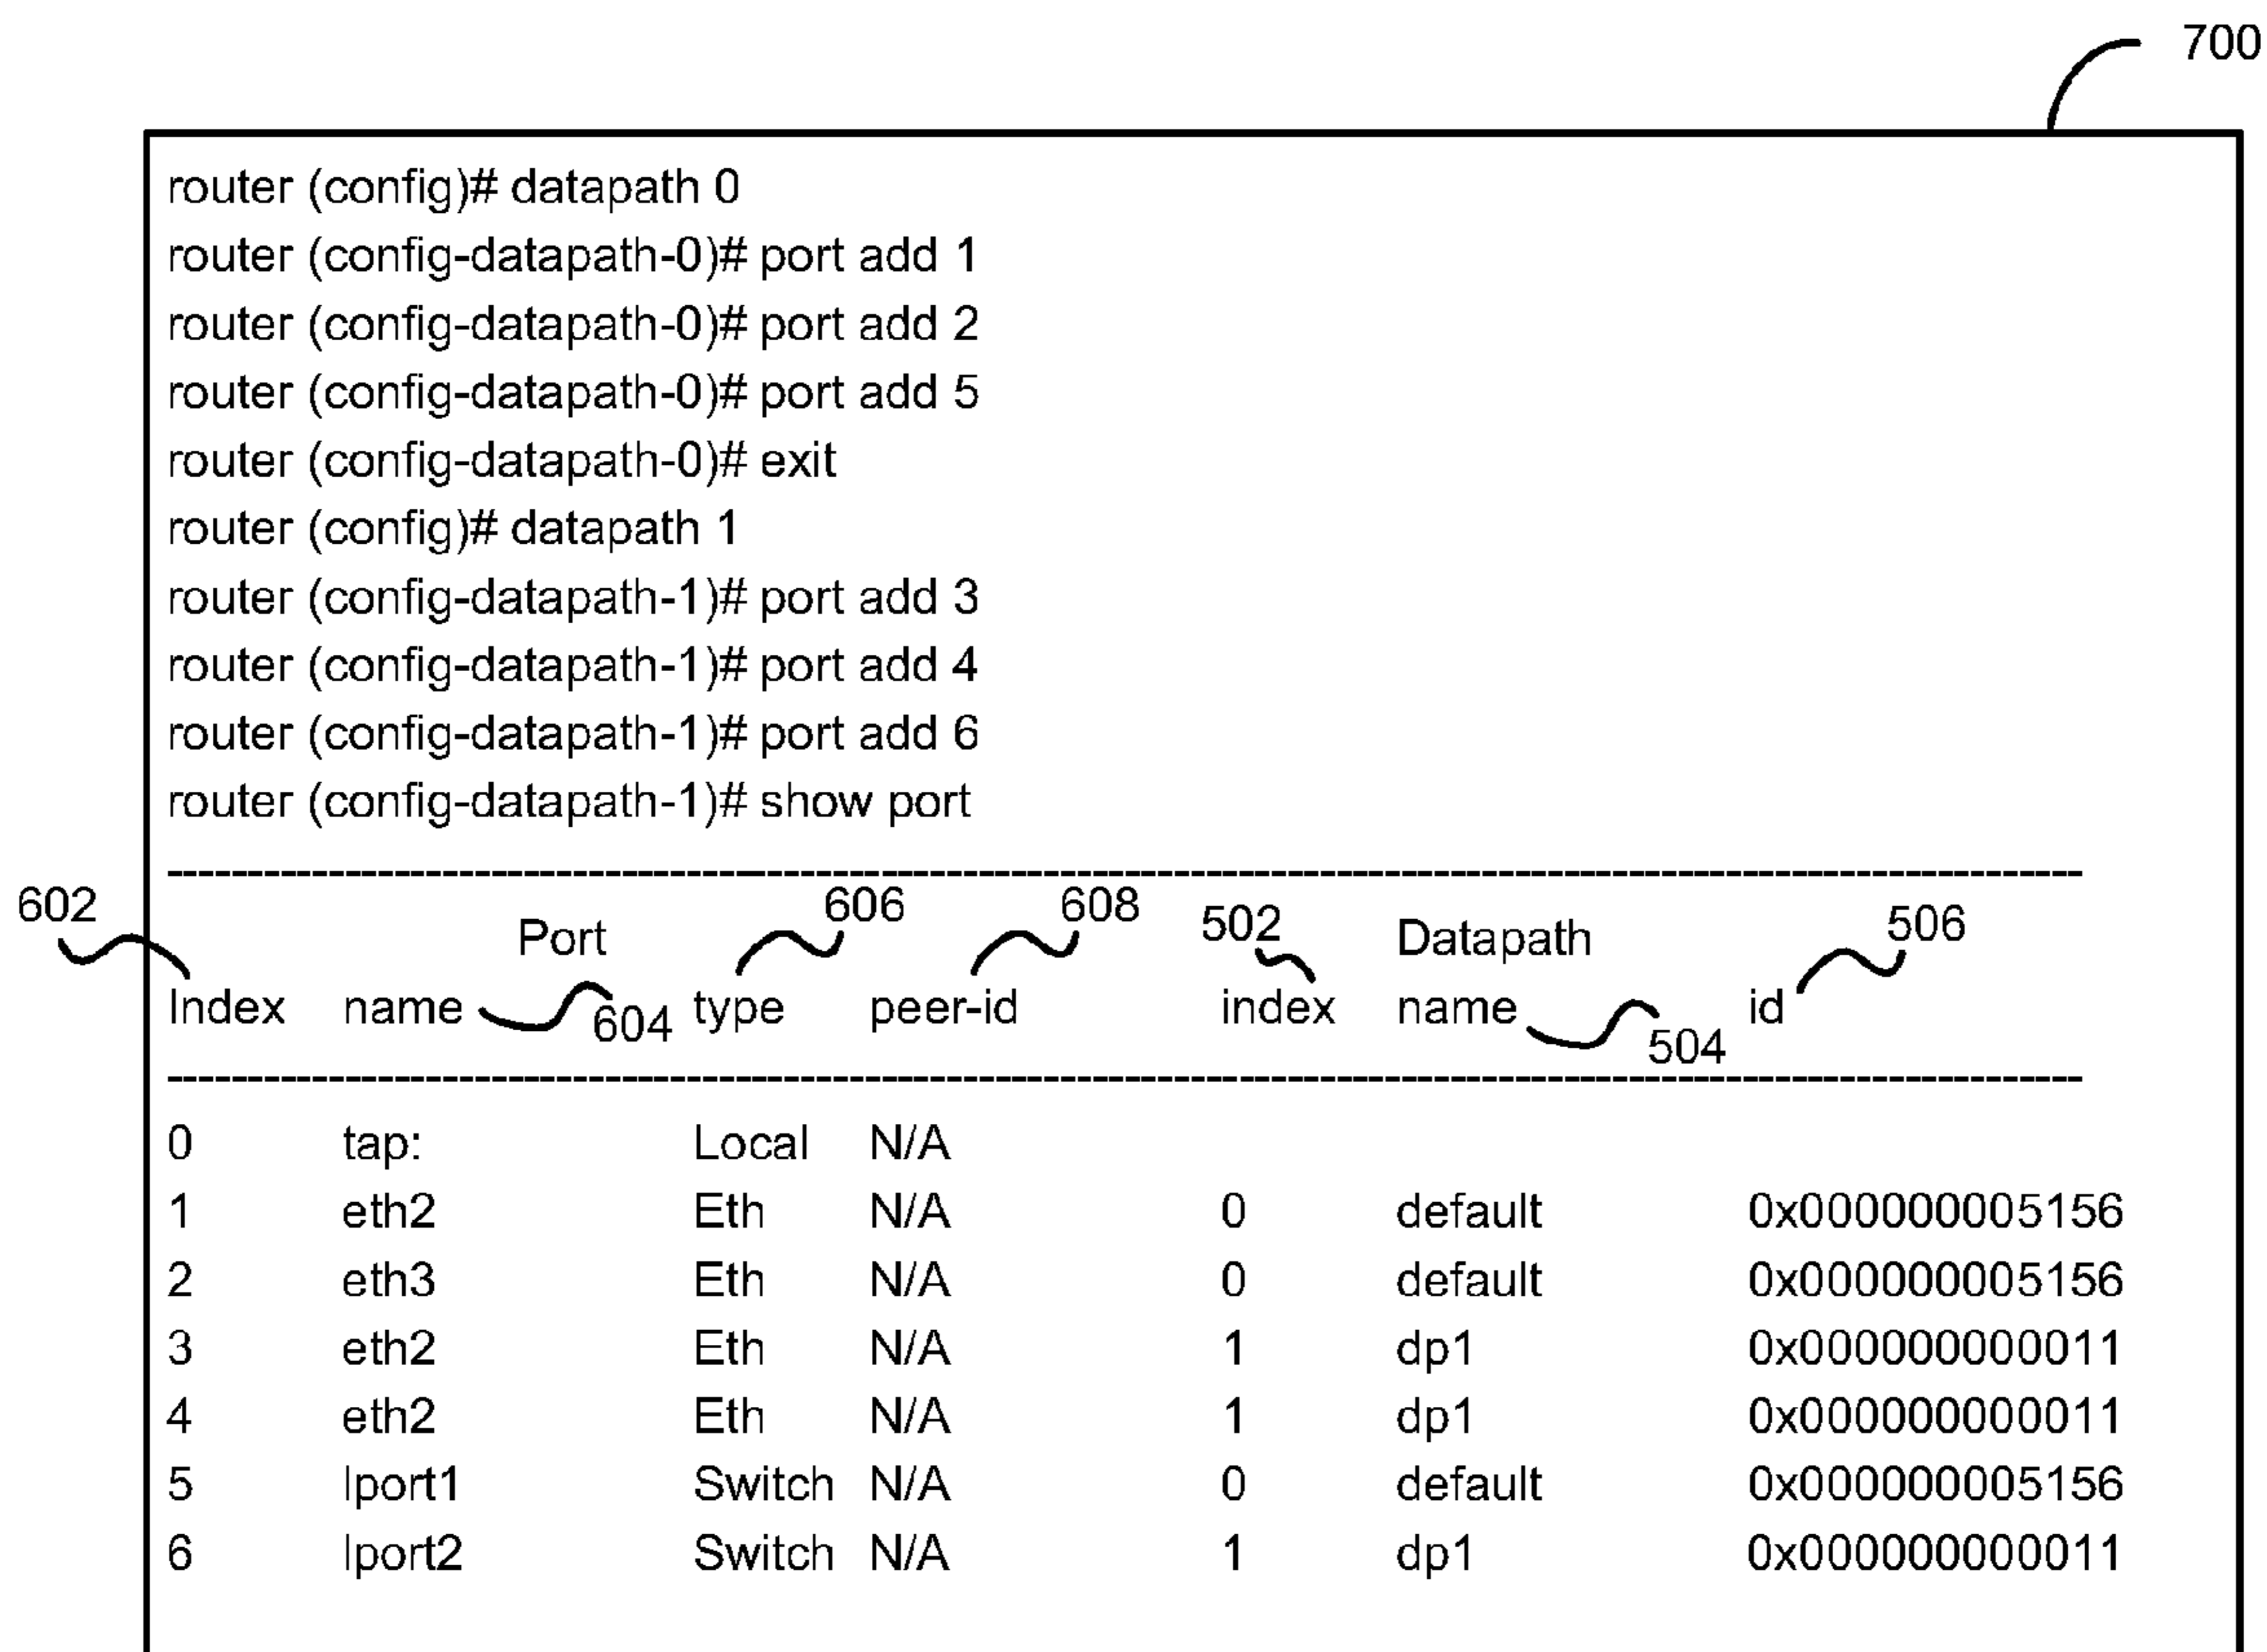 700
router (config)# datapath 0
router (config-datapath-0)# port add 1
router (config-datapath-0)# port add 2
router (config-datapath-0)# port add 5
router (config-datapath-0)# exit
router (config)# datapath 1
router (config-datapath-1)# port add 3
router (config-datapath-1)# port add 4
router (config-datapath-1)# port add 6
router (config-datapath-1)# show port
--------------------------------------------------------------------------------
602 606 608 502 506
Port Datapath
Index name 604 type peer-id index name 504 id
--------------------------------------------------------------------------------
0 tap: Local N/A
1 eth2 Eth N/A 0 default 0x000000005156
2 eth3 Eth N/A 0 default 0x000000005156
3 eth2 Eth N/A 1 dp1 0x000000000011
4 eth2 Eth N/A 1 dp1 0x000000000011
5 lport1 Switch N/A 0 default 0x000000005156
6 lport2 Switch N/A 1 dp1 0x000000000011